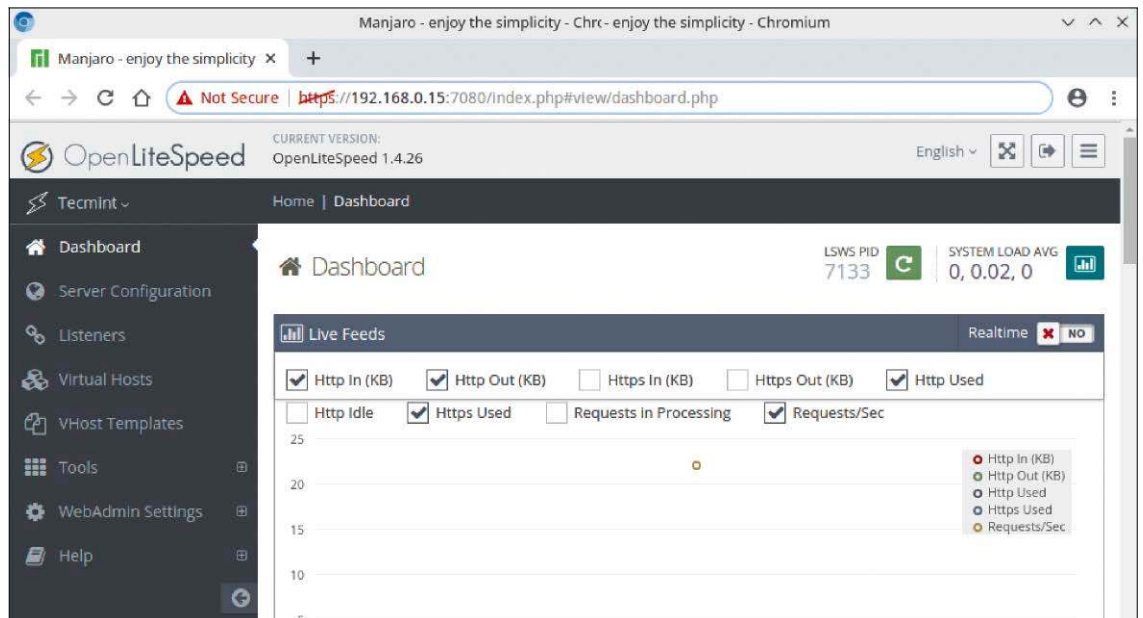 Manjaro - enjoy the simplicity - Chrc- enjoy the simplicity - Chromium
Manjaro - enjoy the simplicity
Not Secure | https://192.168.0.15:7080/index.php#view/dashboard.php
OpenLiteSpeed
CURRENT VERSION:
OpenLiteSpeed 1.4.26
English
Tecmint
Home | Dashboard
Dashboard
Server Configuration
Listeners
Virtual Hosts
VHost Templates
Tools
WebAdmin Settings
Help
Dashboard
LSWS PID
7133
SYSTEM LOAD AVG
0, 0.02, 0
Live Feeds
Realtime NO
Http In (KB) Http Out (KB) Https In (KB) Https Out (KB) Http Used
Http Idle Https Used Requests in Processing Requests/Sec
25
20
15
10
Http In (KB)
Http Out (KB)
Http Used
Https Used
Requests/Sec